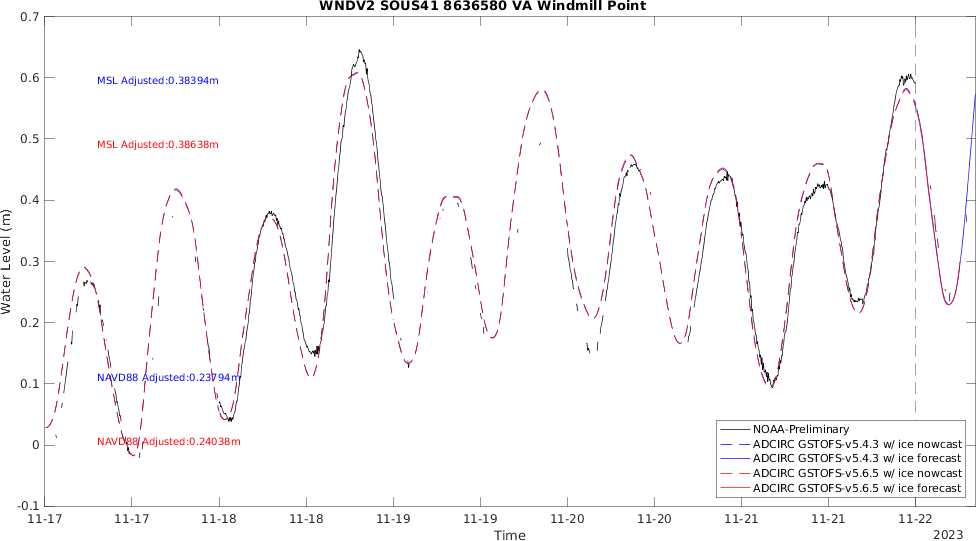 WNDV2 SOUS41 8636580 VA Windmill Point
0.7
0.6
0.5
0.4
0.3
0.2
0.1
0
-0.1
Water Level (m)
MSL Adjusted:0.38394m
MSL Adjusted:0.38638m
NAVD88 Adjusted:0.23794m
NAVD88 Adjusted:0.24038m
NOAA-Preliminary
ADCIRC GSTOFS-v5.4.3 w/ ice nowcast
ADCIRC GSTOFS-v5.4.3 w/ ice forecast
ADCIRC GSTOFS-v5.6.5 w/ ice nowcast
ADCIRC GSTOFS-v5.6.5 w/ ice forecast
11-17 11-17 11-18 11-18 11-19 11-19 11-20 11-20 11-21 11-21 11-22
Time
2023